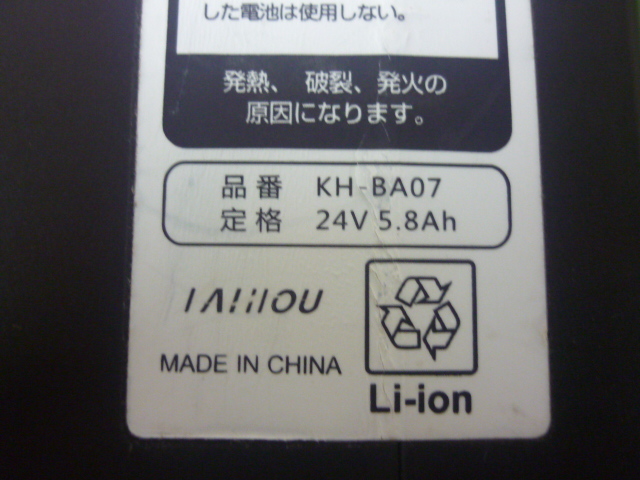 した電池は使用しない。
発熱、破裂、発火の
原因になります。
品番 KH-BA07
定格 24V 5.8Ah
MADE IN CHINA
Li-ion